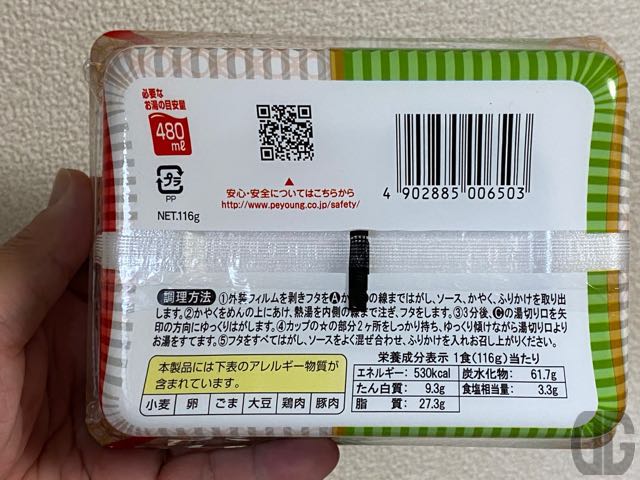 必要な
お湯の目安量
480
mℓ
プラ
PP
NET.116g
安心・安全についてはこちらから
http://www.peyoung.co.jp/safety/
4 902885 006503
調理方法 ①外装フィルムを剥きフタをⒶか の線まではがし、ソース、かやく、ふりかけを取り出
します。②かやくをめんの上にあけ、熱湯を内側の線まで注ぎ、フタをします。③3分後、Ⓒの湯切り口を矢
印の方向にゆっくりはがします。④カップの☆の部分2ヶ所をしっかり持ち、ゆっくり傾けながら湯切り口より
お湯をすてます。⑤フタをすべてはがし、ソースをよく混ぜ合わせ、ふりかけを入れお召し上がりください。
本製品には下表のアレルギー物質が
含まれています。
小麦 卵 ごま 大豆 鶏肉 豚肉
栄養成分表示 1食(116g)当たり
エネルギー: 530kcal 炭水化物: 61.7g
たん白質: 9.3g 食塩相当量: 3.3g
脂質: 27.3g